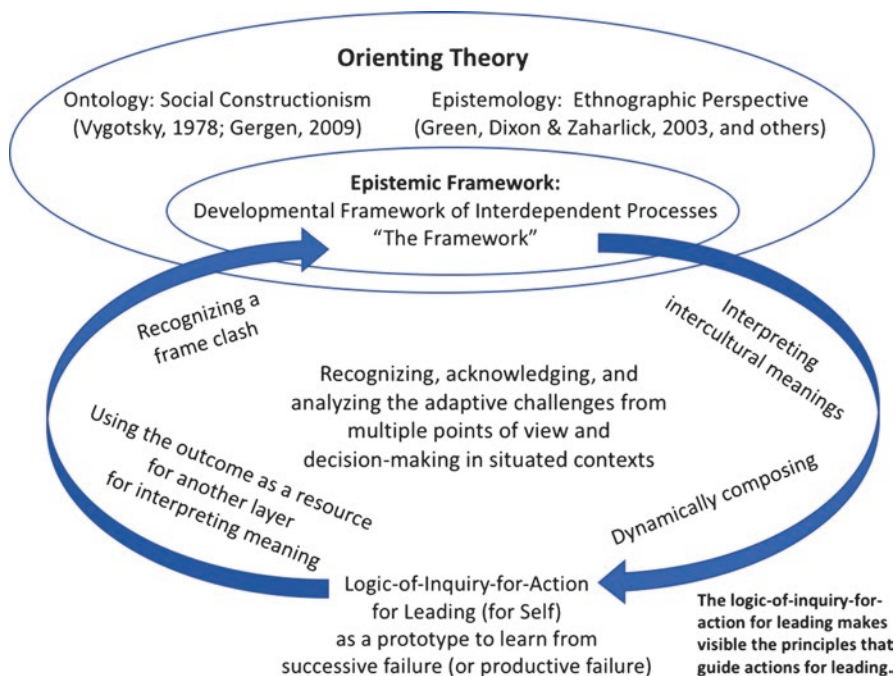 Orienting Theory
Ontology: Social Constructionism
(Vygotsky, 1978; Gergen, 2009)
Epistemology: Ethnographic Perspective
(Green, Dixon & Zaharlick, 2003, and others)
Epistemic Framework:
Developmental Framework of Interdependent Processes
“The Framework”
Interpreting
intercultural meanings
Dynamically composing
Logic-of-Inquiry-for-Action
for Leading (for Self)
as a prototype to learn from
successive failure (or productive failure)
Using the outcome as a resource
for another layer
for interpreting meaning
Recognizing a
frame clash
Recognizing, acknowledging, and
analyzing the adaptive challenges from
multiple points of view and
decision-making in situated contexts
The logic-of-inquiry-for-
action for leading makes
visible the principles that
guide actions for leading.